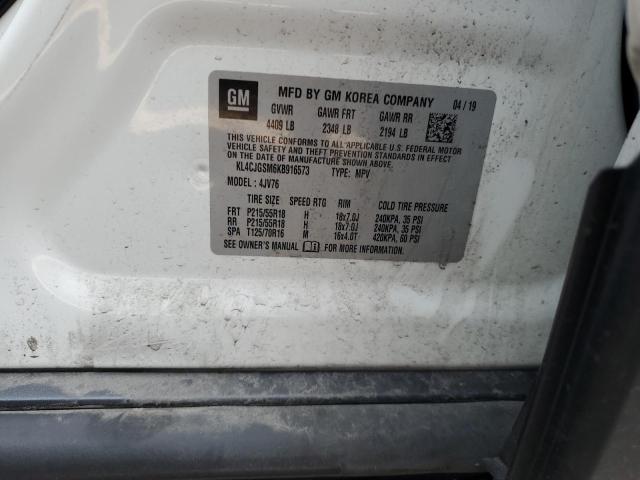 GM
MFD BY GM KOREA COMPANY 04 / 19
GVWR GAWR FRT GAWR RR
4409 LB 2348 LB 2194 LB
THIS VEHICLE CONFORMS TO ALL APPLICABLE U.S. FEDERAL MOTOR
VEHICLE SAFETY AND THEFT PREVENTION STANDARDS IN EFFECT
ON THE DATE OF MANUFACTURE SHOWN ABOVE.
KL4CJGSM6KB916573 TYPE: MPV
MODEL: 4JV76
TIRE SIZE SPEED RTG RIM COLD TIRE PRESSURE
FRT P215/55R18 H 18x7.0J 240KPA, 35 PSI
RR P215/55R18 H 18x7.0J 240KPA, 35 PSI
SPA T125/70R16 M 16x4.0T 420KPA, 60 PSI
SEE OWNER'S MANUAL FOR MORE INFORMATION.